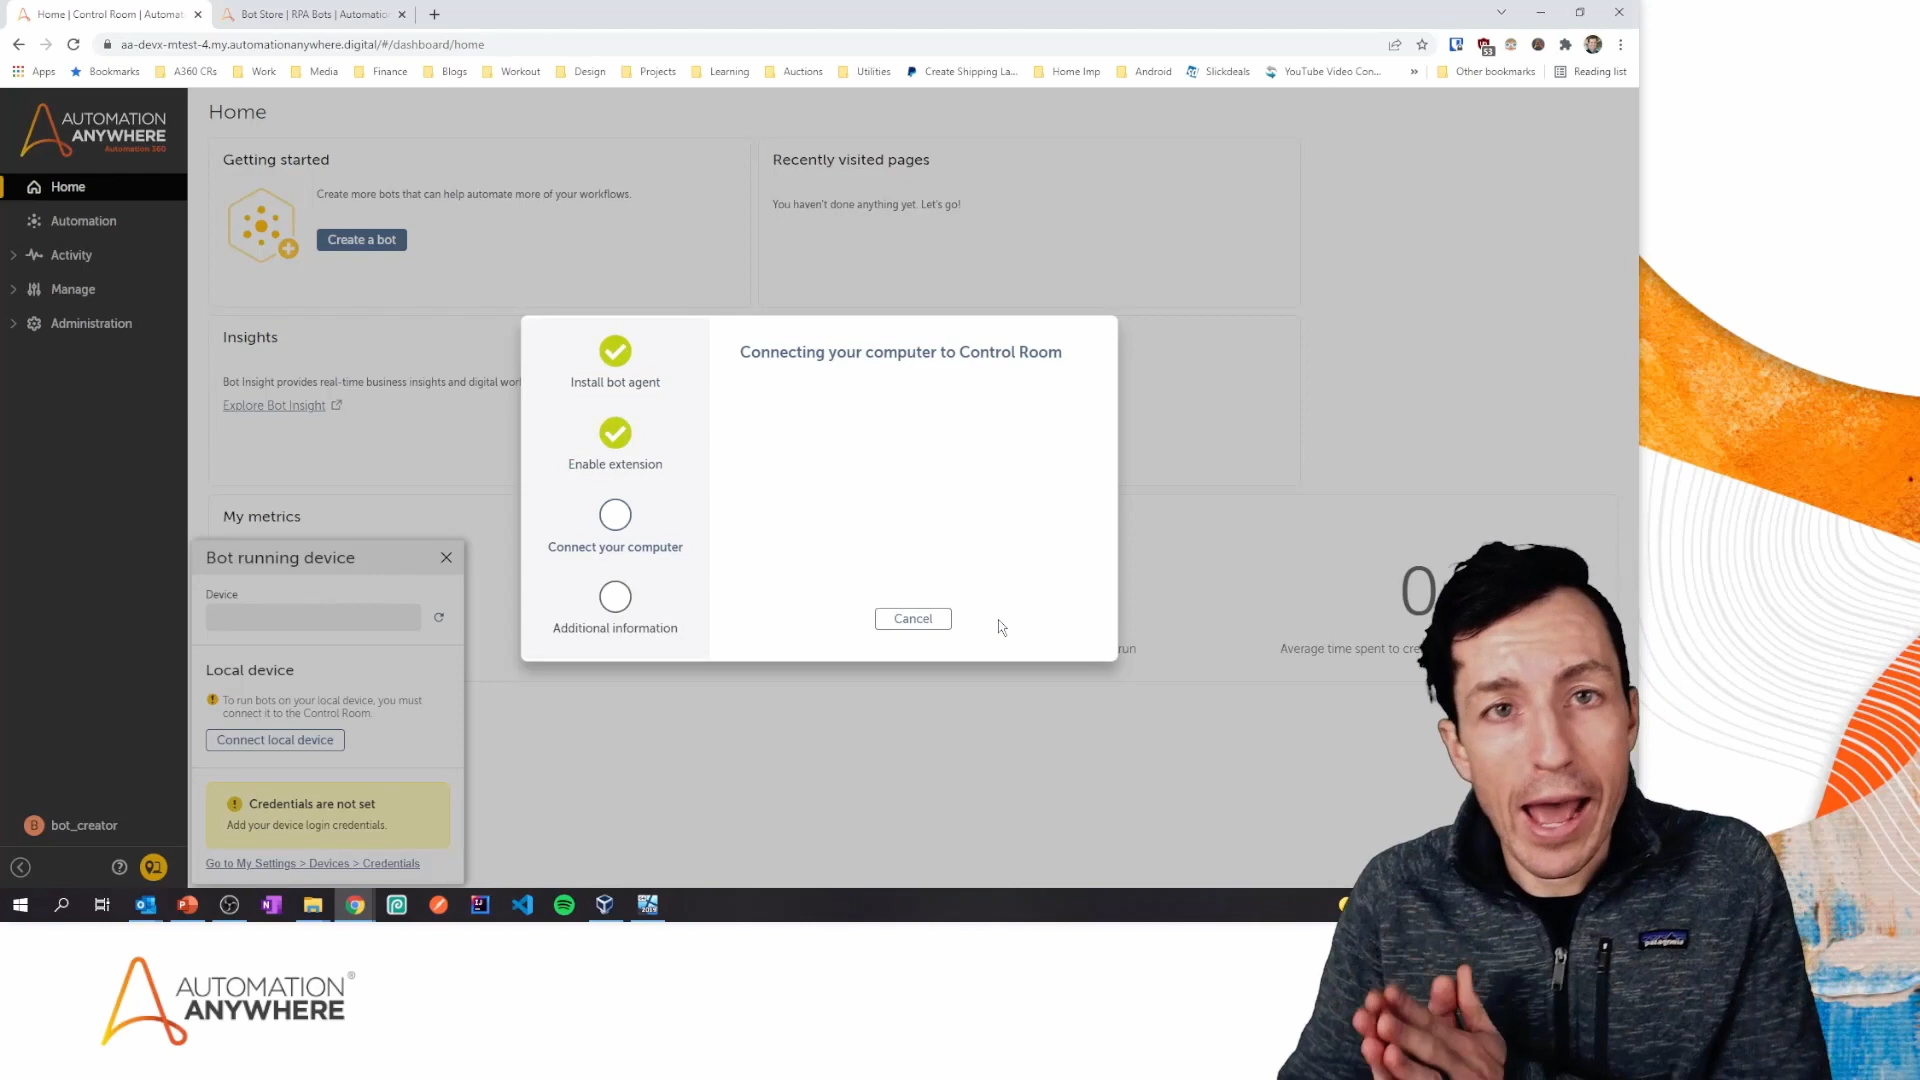 Home | Control Room | Automat
Bot Store | RPA Bots | Automatio
aa-devx-mtest-4.my.automationanywhere.digital/#/dashboard/home
53
Apps
Bookmarks
A360 CRs
Work
Media
Finance
Blogs
Workout
Design
Projects
Learning
Auctions
Utilities
Create Shipping La...
Home Imp
Android
Slickdeals
YouTube Video Con...
»
Other bookmarks
Reading list
AUTOMATION
ANYWHERE
Automation 360
Home
Automation
Activity
Manage
Administration
Home
Getting started
Create more bots that can help automate more of your workflows.
Create a bot
Recently visited pages
You haven't done anything yet. Let's go!
Insights
Bot Insight provides real-time business insights and digital wor
Explore Bot Insight
My metrics
0
run
Average time spent to cre
Install bot agent
Enable extension
Connect your computer
Additional information
Connecting your computer to Control Room
Cancel
Bot running device
Device
Local device
To run bots on your local device, you must
connect it to the Control Room.
Connect local device
Credentials are not set
Add your device login credentials.
Go to My Settings > Devices > Credentials
B bot_creator
AUTOMATION®
ANYWHERE
patagonia